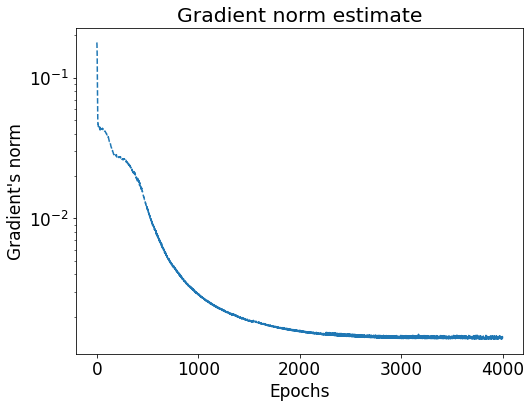 Gradient norm estimate
Gradient's norm
10⁻¹
10⁻²
0 1000 2000 3000 4000
Epochs